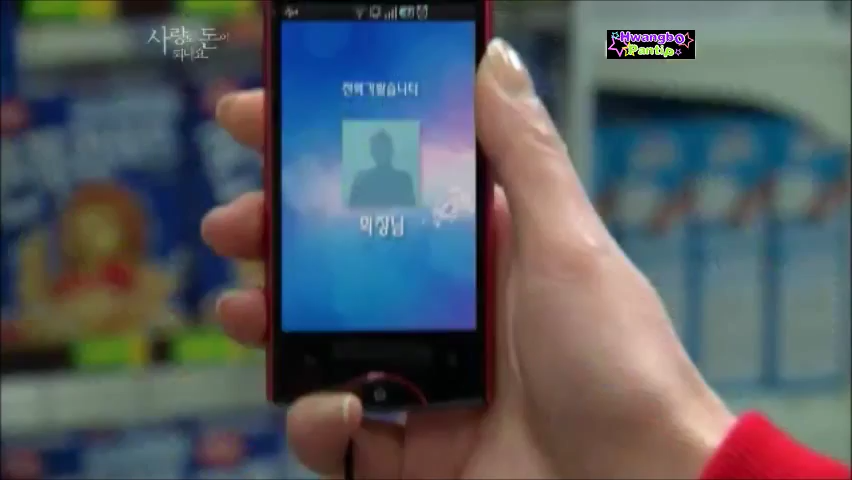 사랑도 돈이
되나요
Hwangbo
Pantip
전화가 왔습니다
회장님